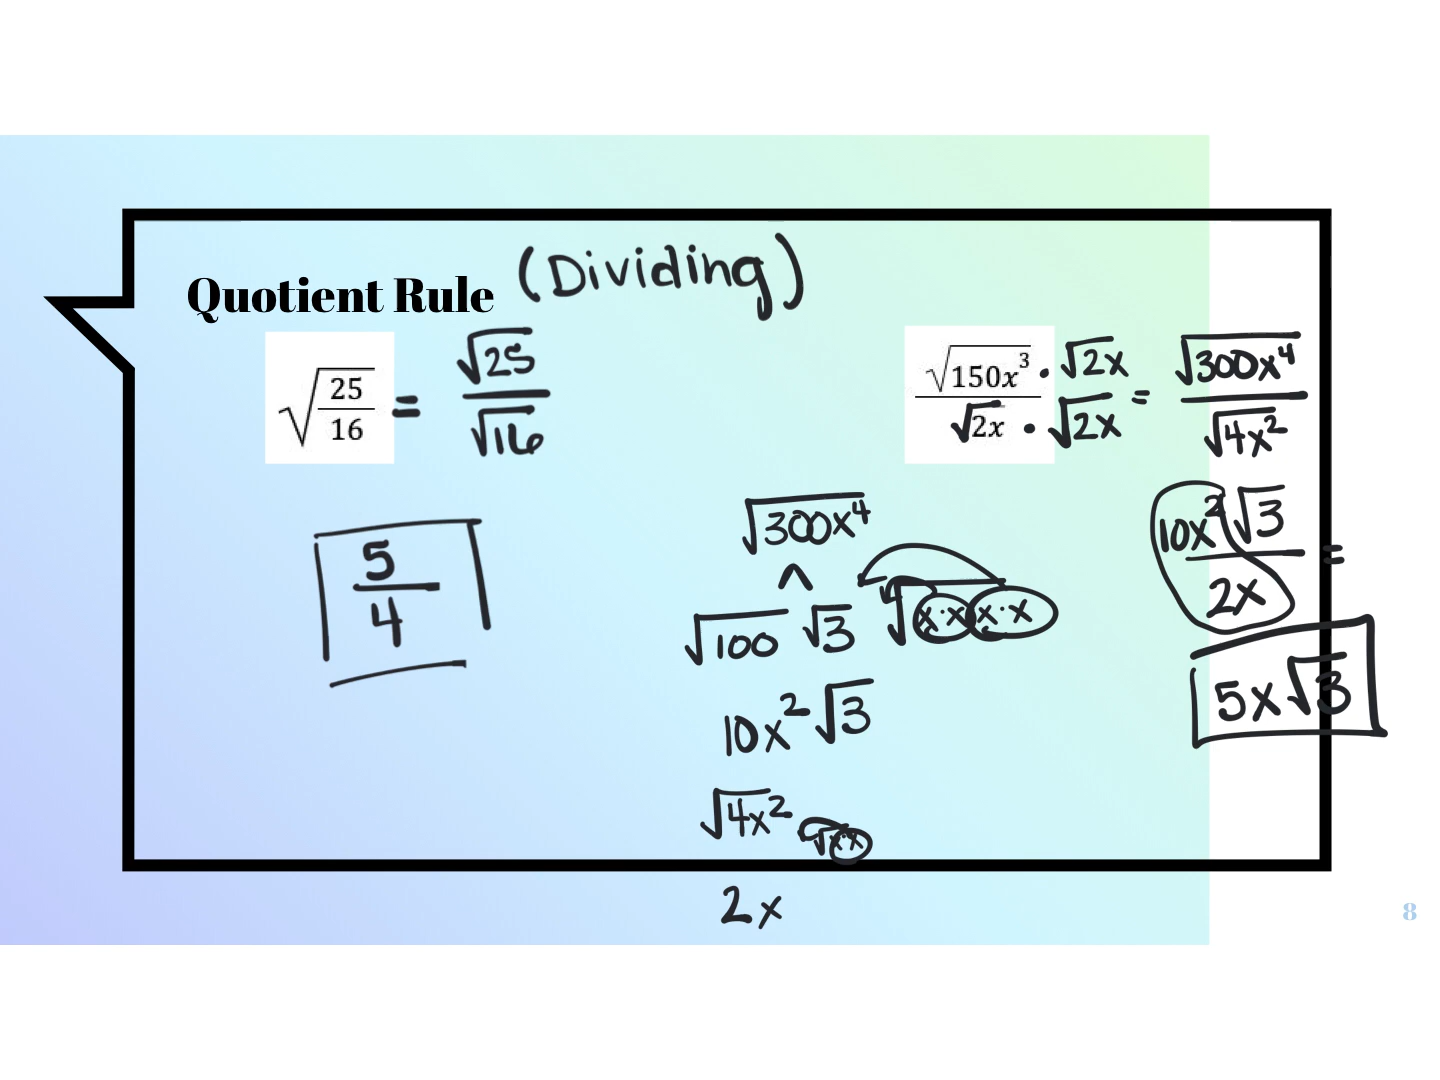 Quotient Rule (Dividing)
√(25/16) = √25/√16
5/4
√150x³/√2x · √2x/√2x = √300x⁴/√4x²
√300x⁴
√100 √3 √x·x x·x
10x²√3
√4x² √x·x
2x
10x²√3/2x =
5x√3
8